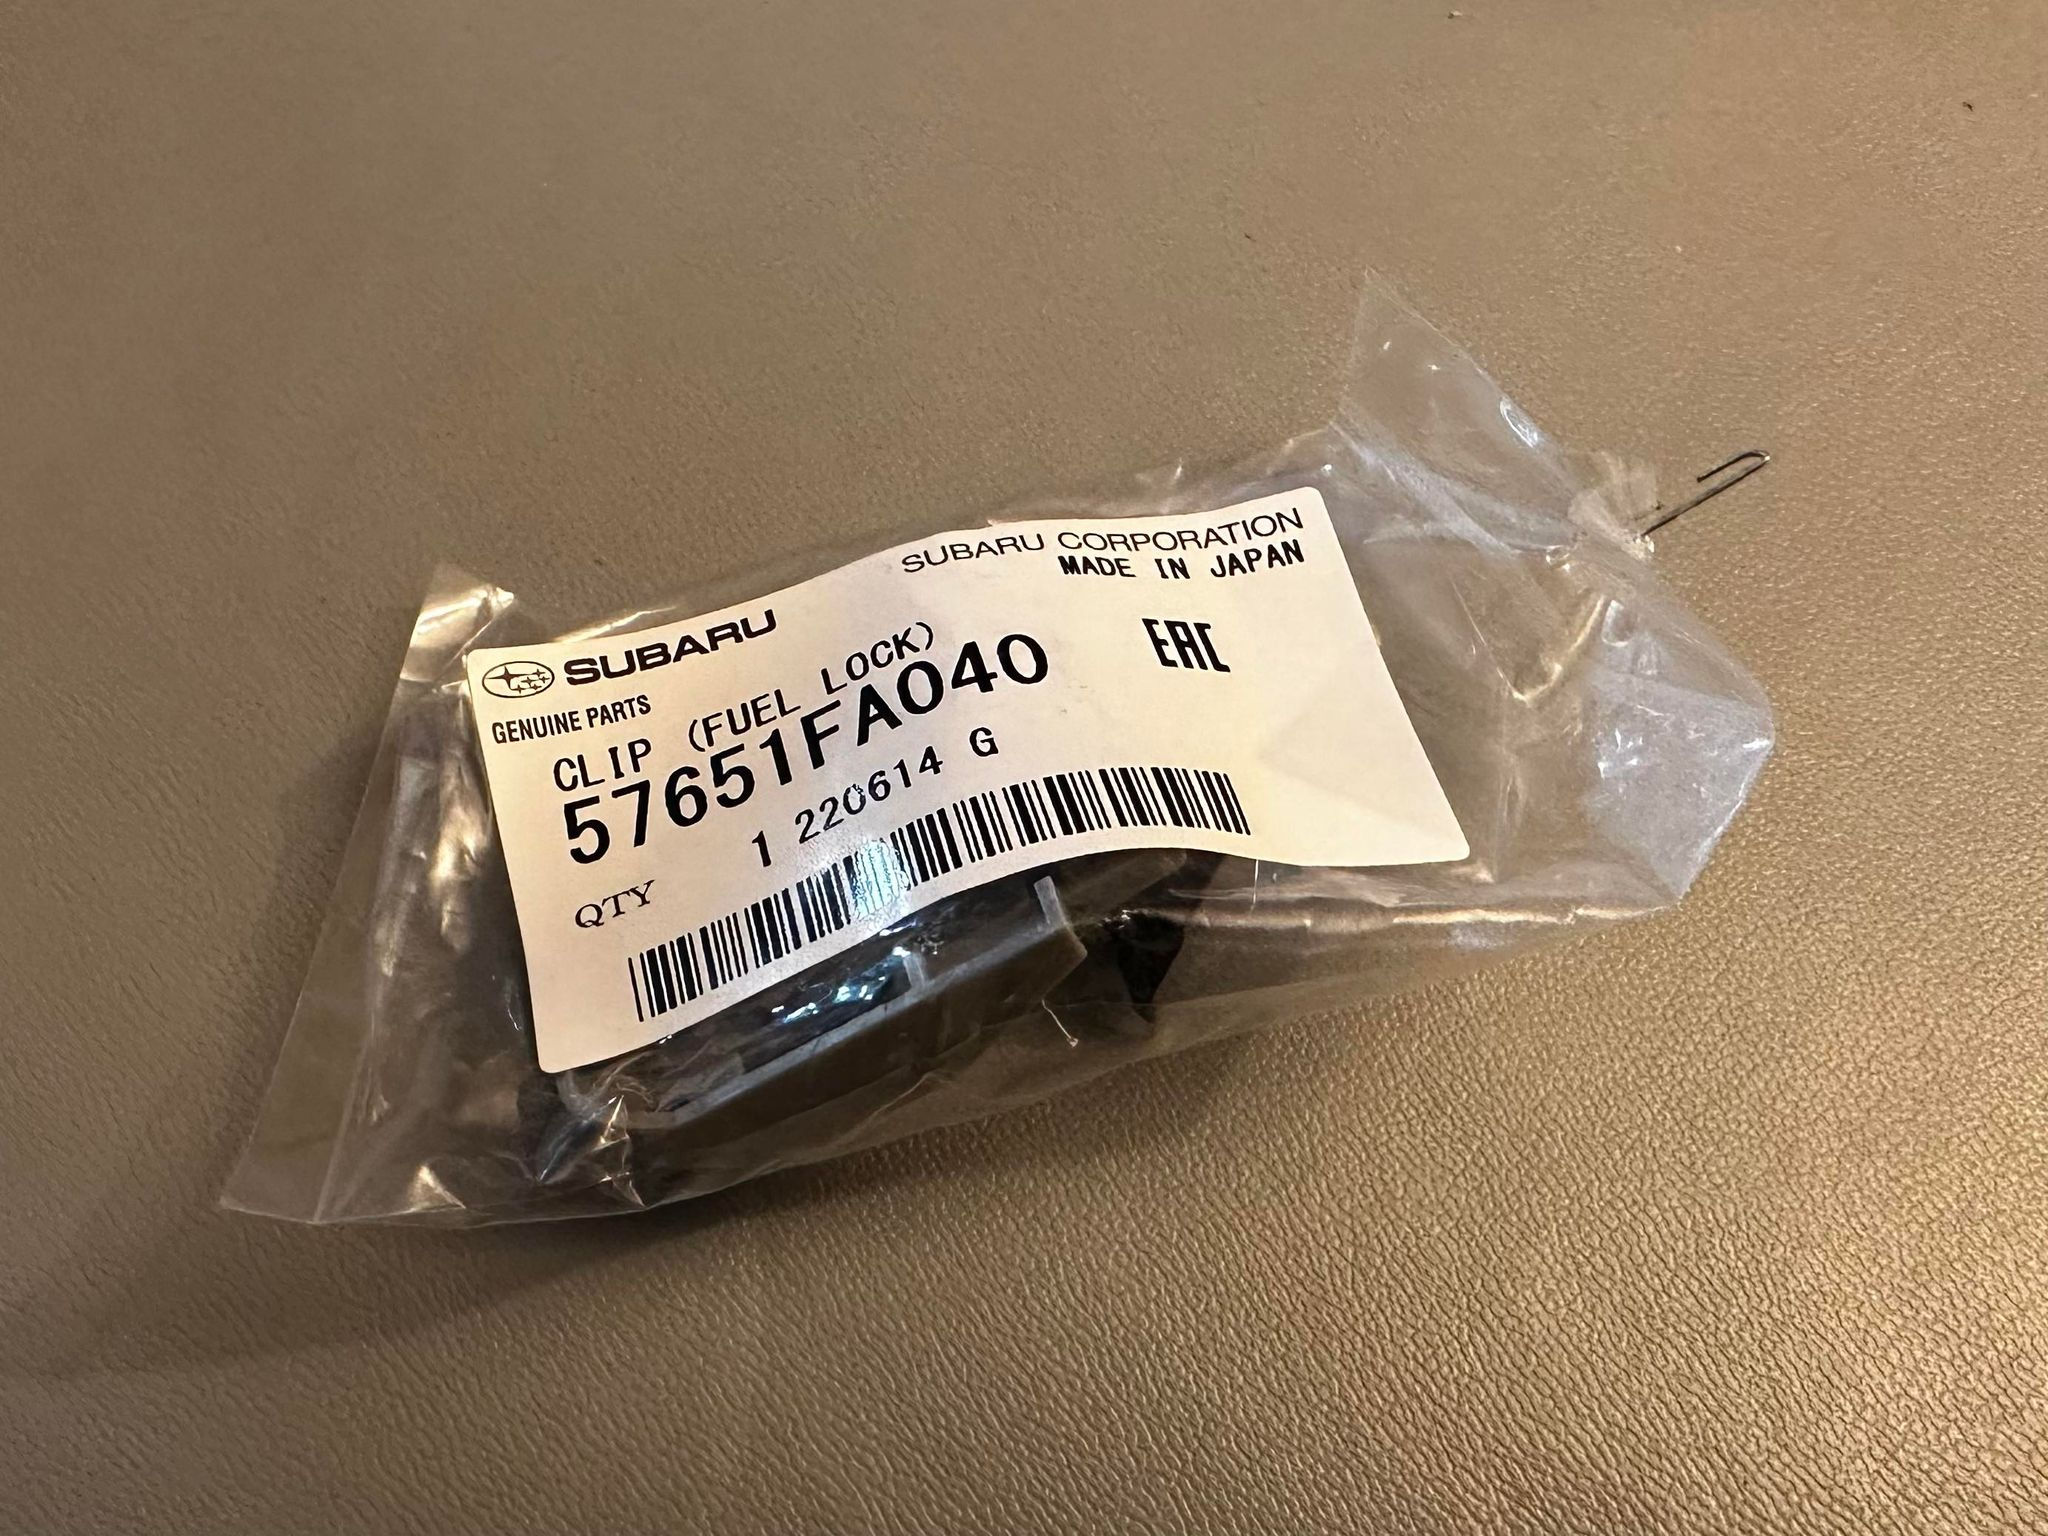 SUBARU CORPORATION
MADE IN JAPAN
SUBARU
GENUINE PARTS
EAC
CLIP (FUEL LOCK)
57651FA040
QTY 1 220614 G